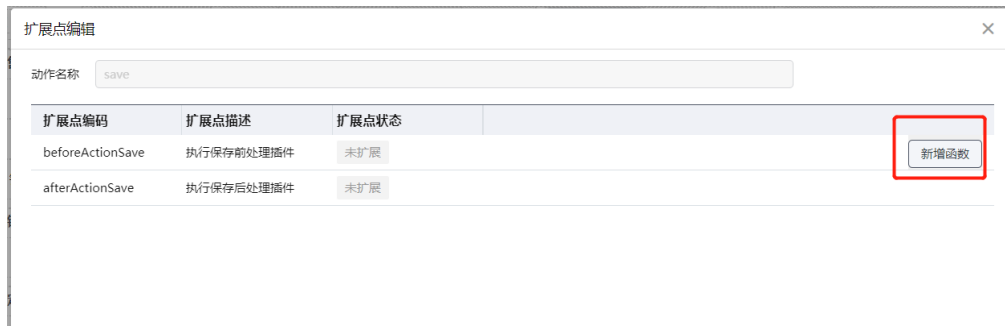 扩展点编辑
动作名称 save
扩展点编码 扩展点描述 扩展点状态
beforeActionSave 执行保存前处理插件 未扩展 新增函数
afterActionSave 执行保存后处理插件 未扩展